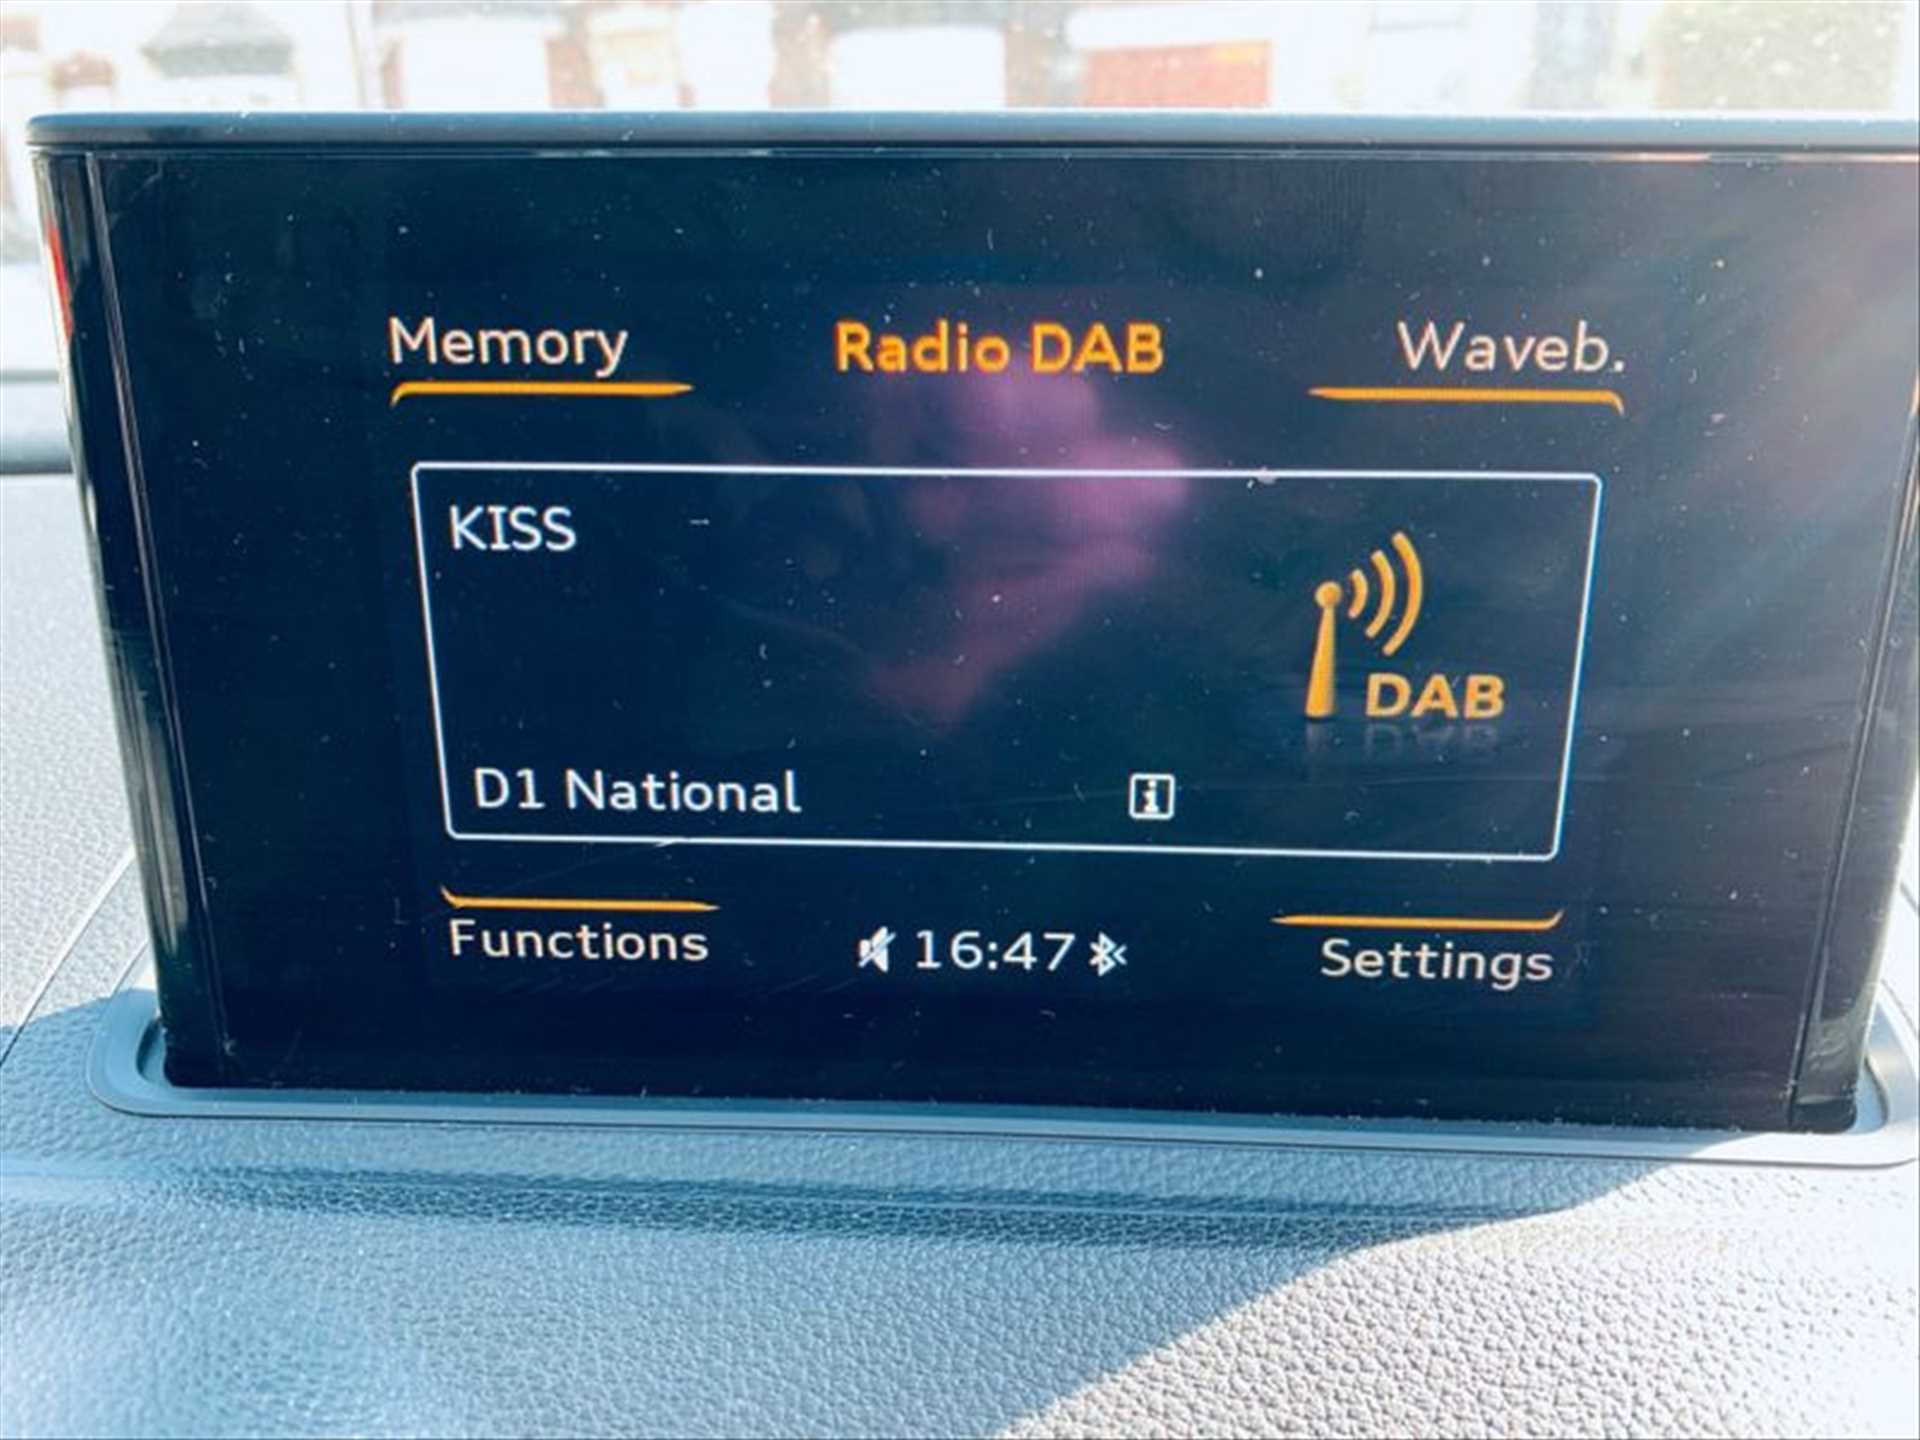 Memory Radio DAB Waveb.
KISS
DAB
D1 National i
Functions 16:47 Settings